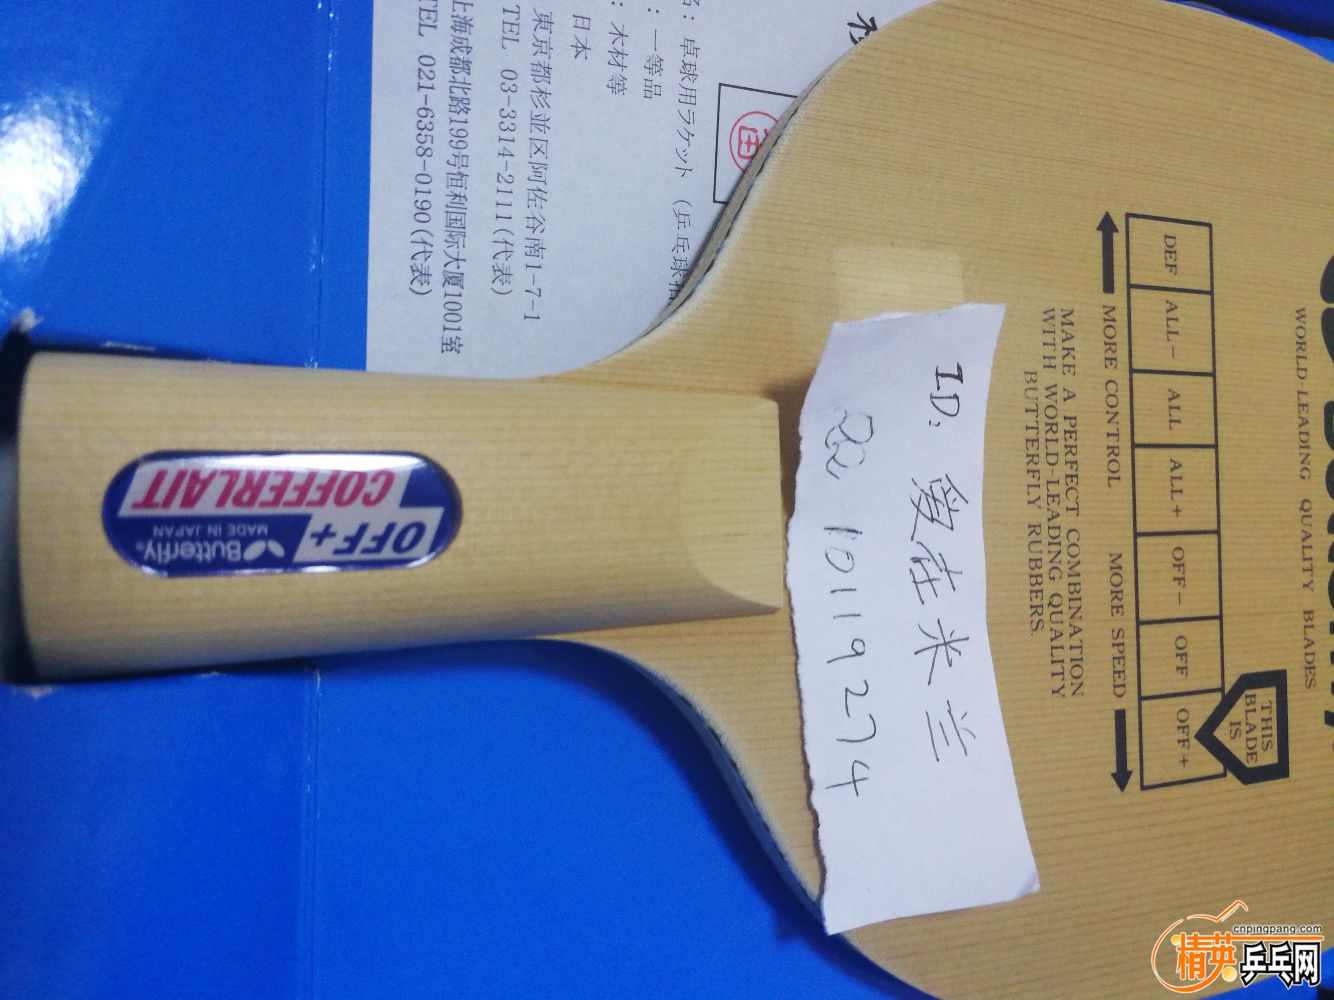 卓球用ラケット (乒乓球拍
: 一等品
: 木材等
日本
東京都杉並区阿佐谷南1-7-1
TEL 03-3314-2111(代表)
上海成都北路199号恒利国际大厦1001室
TEL 021-6358-0190(代表)
WORLD-LEADING QUALITY BLADES
THIS
BLADE
IS
DEF ALL- ALL ALL+ OFF- OFF OFF+
MORE CONTROL MORE SPEED
MAKE A PERFECT COMBINATION
WITH WORLD-LEADING QUALITY
BUTTERFLY RUBBERS.
ID: 爱在米兰
QQ 10119274
OFF+
Butterfly®
MADE IN JAPAN
COFFERLAIT
cnpingpang.com
精英乒乓网